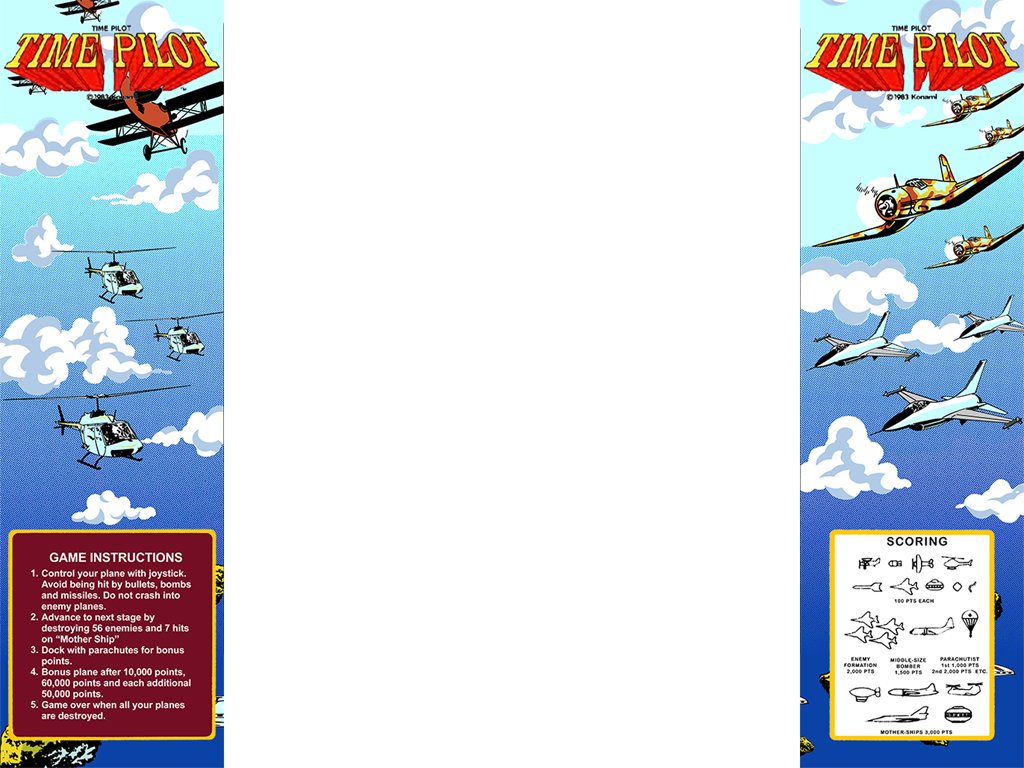 TIME PILOT
TIME PILOT
TM
©1983 Konami
GAME INSTRUCTIONS
1. Control your plane with joystick.
Avoid being hit by bullets, bombs
and missiles. Do not crash into
enemy planes.
2. Advance to next stage by
destroying 56 enemies and 7 hits
on “Mother Ship”
3. Dock with parachutes for bonus
points.
4. Bonus plane after 10,000 points,
60,000 points and each additional
50,000 points.
5. Game over when all your planes
are destroyed.
TIME PILOT
TIME PILOT
©1983 Konami
SCORING
100 PTS EACH
ENEMY
FORMATION
2,000 PTS
MIDDLE-SIZE
BOMBER
1,500 PTS
PARACHUTIST
1st 1,000 PTS
2nd 2,000 PTS ETC.
MOTHER-SHIPS 3,000 PTS